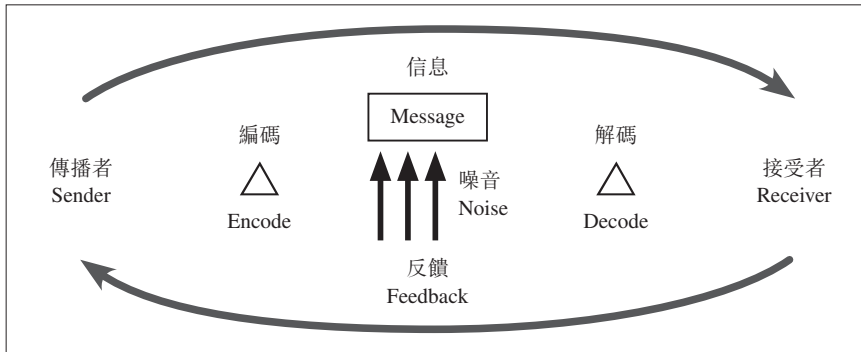 信息
Message
編碼
Encode
解碼
Decode
傳播者
Sender
噪音
Noise
接受者
Receiver
反饋
Feedback